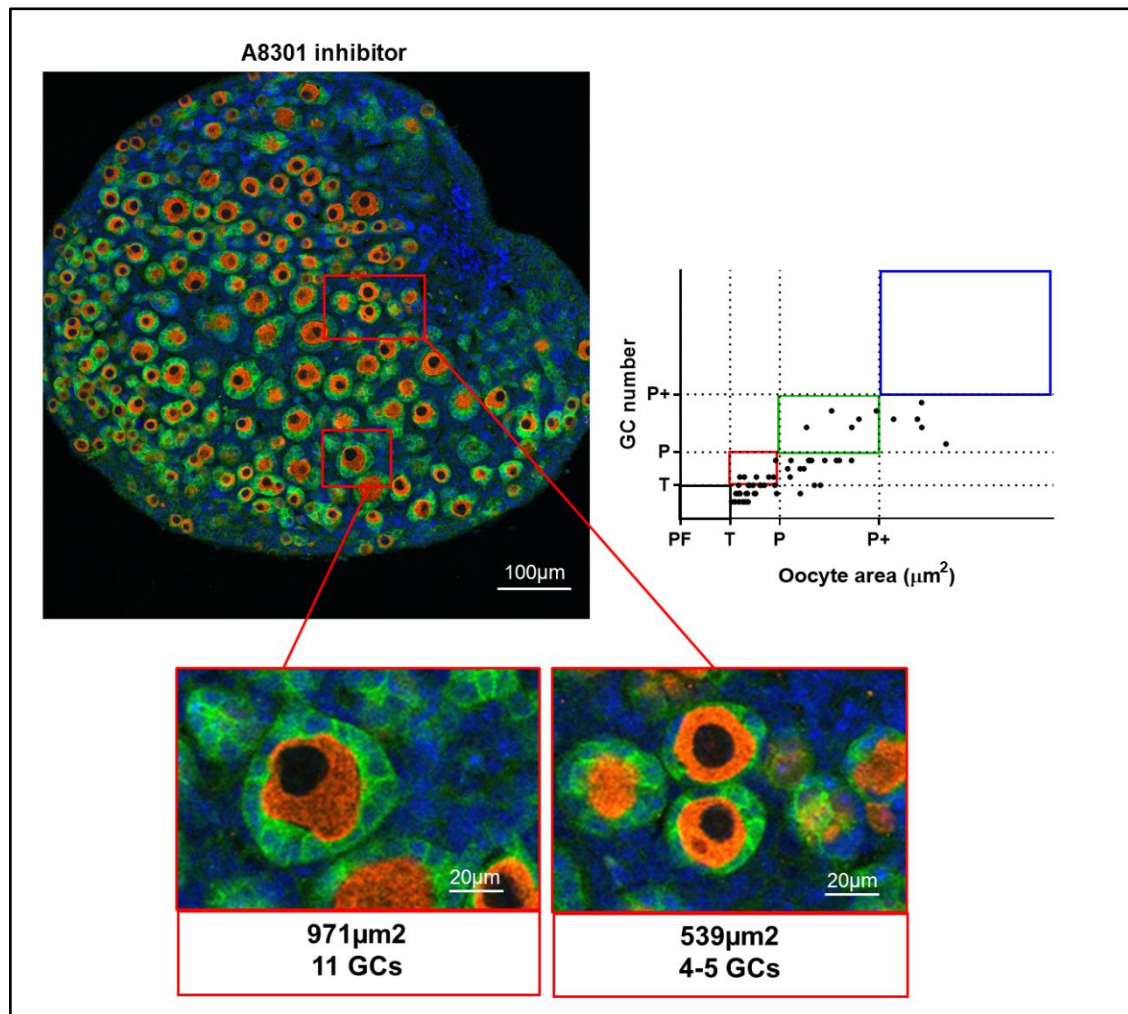 A8301 inhibitor
100µm
GC number
P+
P
T
PF
T
P
P+
Oocyte area (µm²)
20µm
20µm
971µm2
11 GCs
539µm2
4-5 GCs